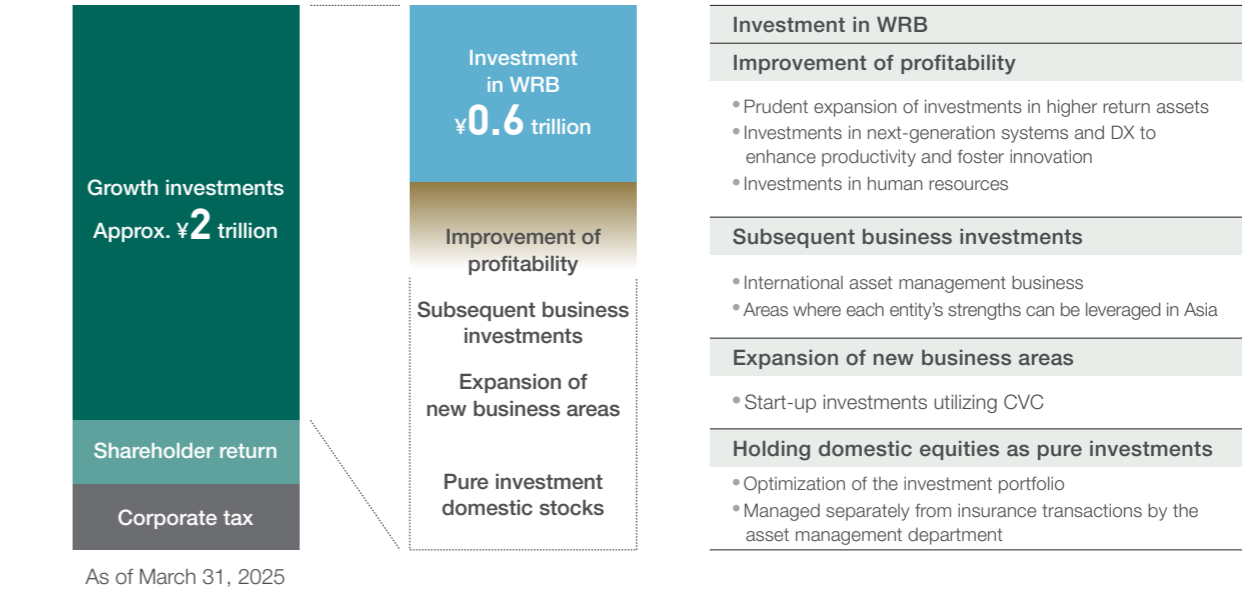 Growth investments
Approx. ¥2 trillion
Shareholder return
Corporate tax
As of March 31, 2025
Investment
in WRB
¥0.6 trillion
Improvement of
profitability
Subsequent business
investments
Expansion of
new business areas
Pure investment
domestic stocks
Investment in WRB
Improvement of profitability
• Prudent expansion of investments in higher return assets
• Investments in next-generation systems and DX to
enhance productivity and foster innovation
• Investments in human resources
Subsequent business investments
• International asset management business
• Areas where each entity's strengths can be leveraged in Asia
Expansion of new business areas
• Start-up investments utilizing CVC
Holding domestic equities as pure investments
• Optimization of the investment portfolio
• Managed separately from insurance transactions by the
asset management department